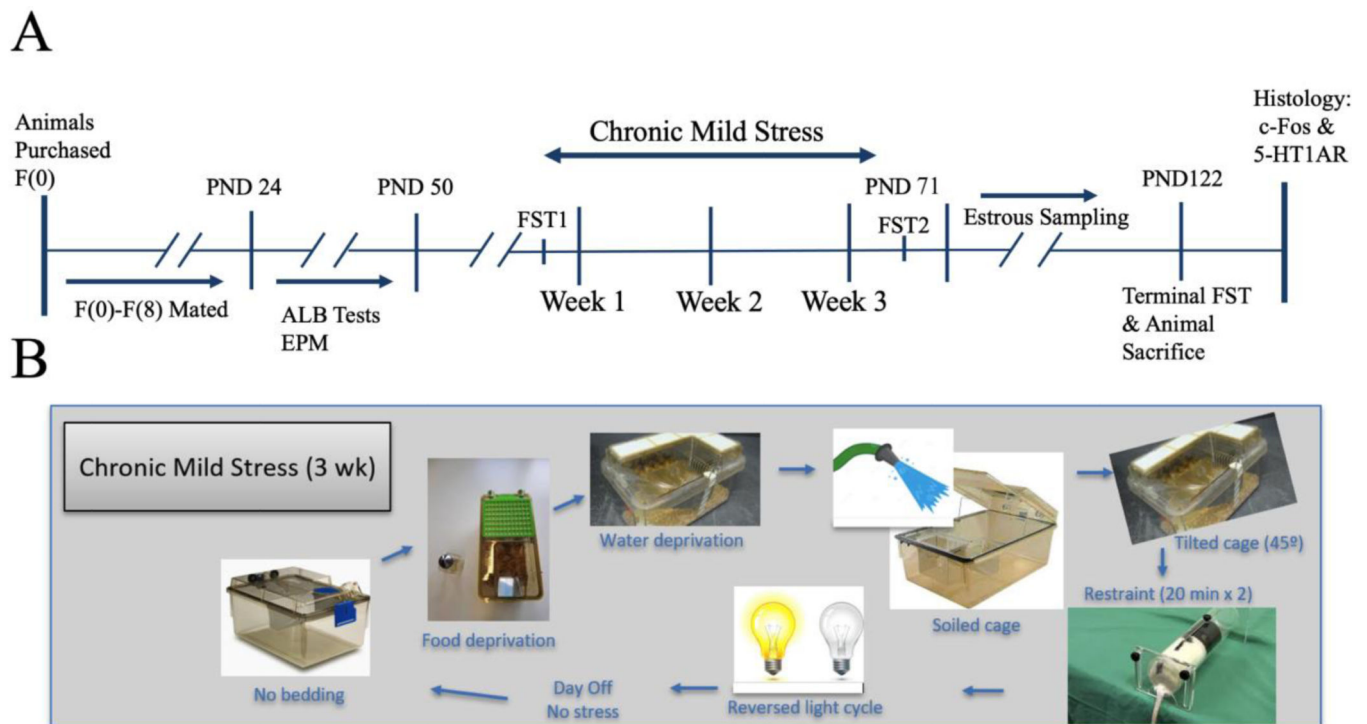 A
Animals
Purchased
F(0)
PND 24
PND 50
Chronic Mild Stress
FST1
PND 71
FST2
Estrous Sampling
PND122
Histology:
c-Fos &
5-HT1AR
F(0)-F(8) Mated
ALB Tests
EPM
Week 1
Week 2
Week 3
Terminal FST
& Animal
Sacrifice
B
Chronic Mild Stress (3 wk)
No bedding
Food deprivation
Water deprivation
Soiled cage
Tilted cage (45º)
Restraint (20 min x 2)
Reversed light cycle
Day Off
No stress